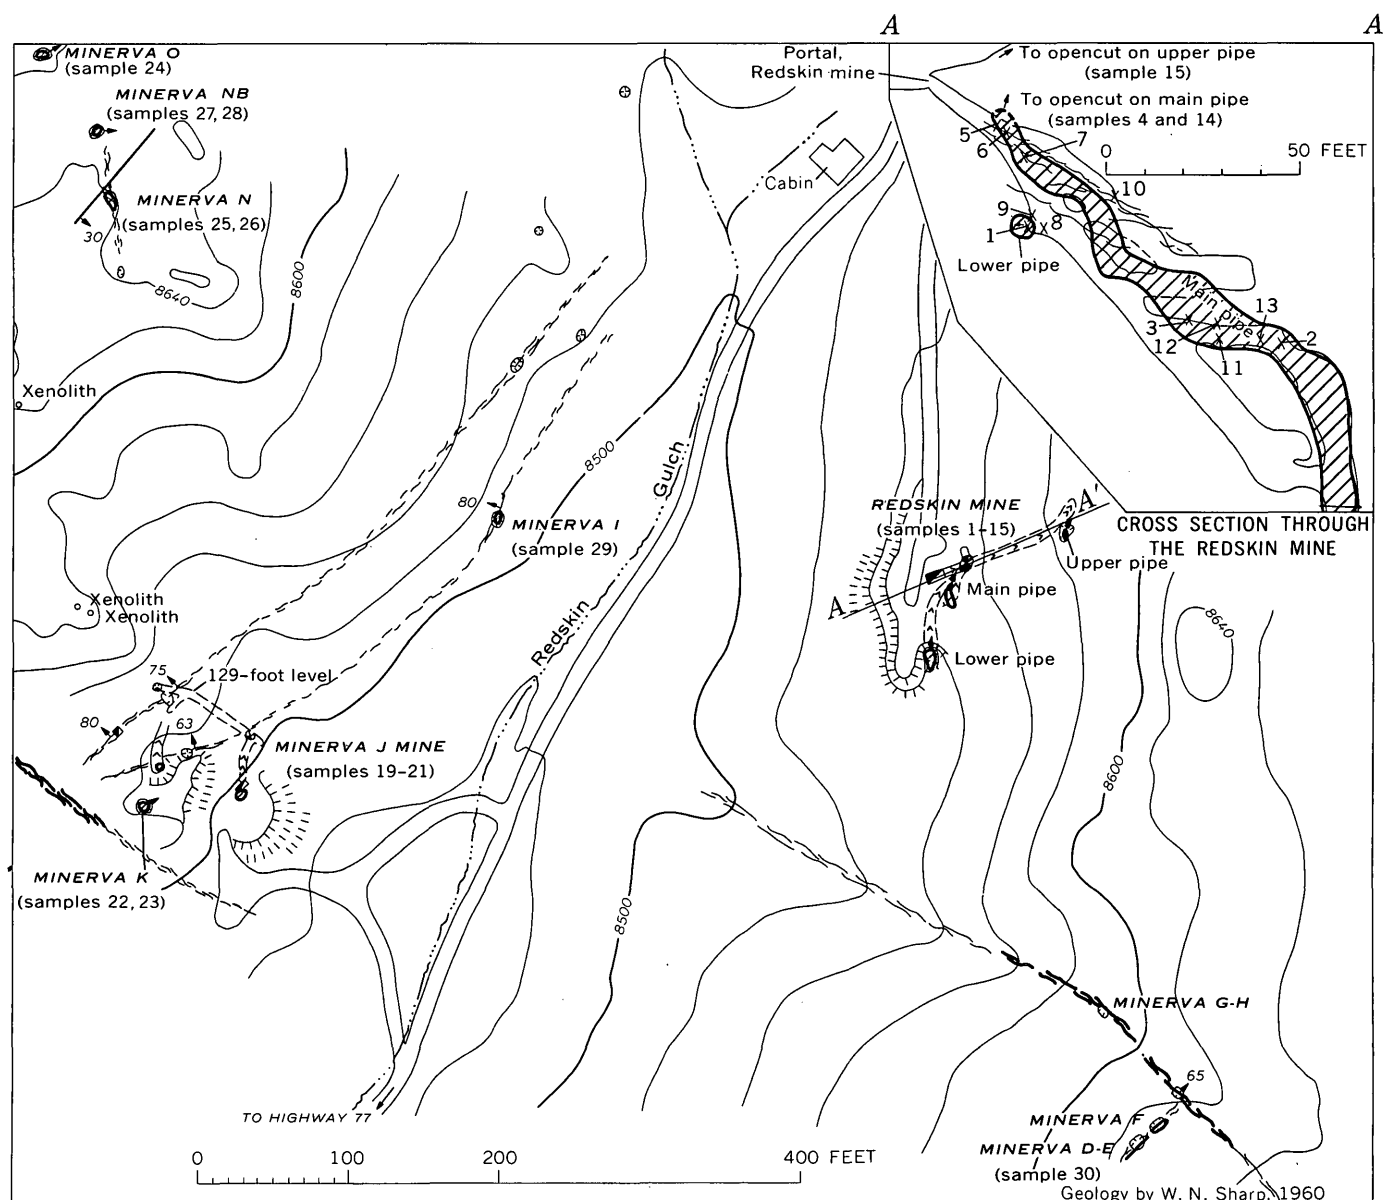 A
A
MINERVA O
(sample 24)
MINERVA NB
(samples 27, 28)
MINERVA N
(samples 25, 26)
30
8640
8600
Xenolith
Portal,
Redskin mine
Cabin
To opencut on upper pipe
(sample 15)
To opencut on main pipe
(samples 4 and 14)
5
6
7
0
50 FEET
10
9
1
8
Lower pipe
Main pipe
13
3
12
2
11
CROSS SECTION THROUGH
THE REDSKIN MINE
8500
Gulch
Redskin
80
MINERVA I
(sample 29)
REDSKIN MINE
(samples 1-15)
A'
A
Upper pipe
Main pipe
Lower pipe
8640
Xenolith
Xenolith
75
129-foot level
80
63
MINERVA J MINE
(samples 19-21)
MINERVA K
(samples 22, 23)
8600
8500
MINERVA G-H
65
MINERVA F
MINERVA D-E
(sample 30)
TO HIGHWAY 77
0
100
200
400 FEET
Geology by W. N. Sharp, 1960